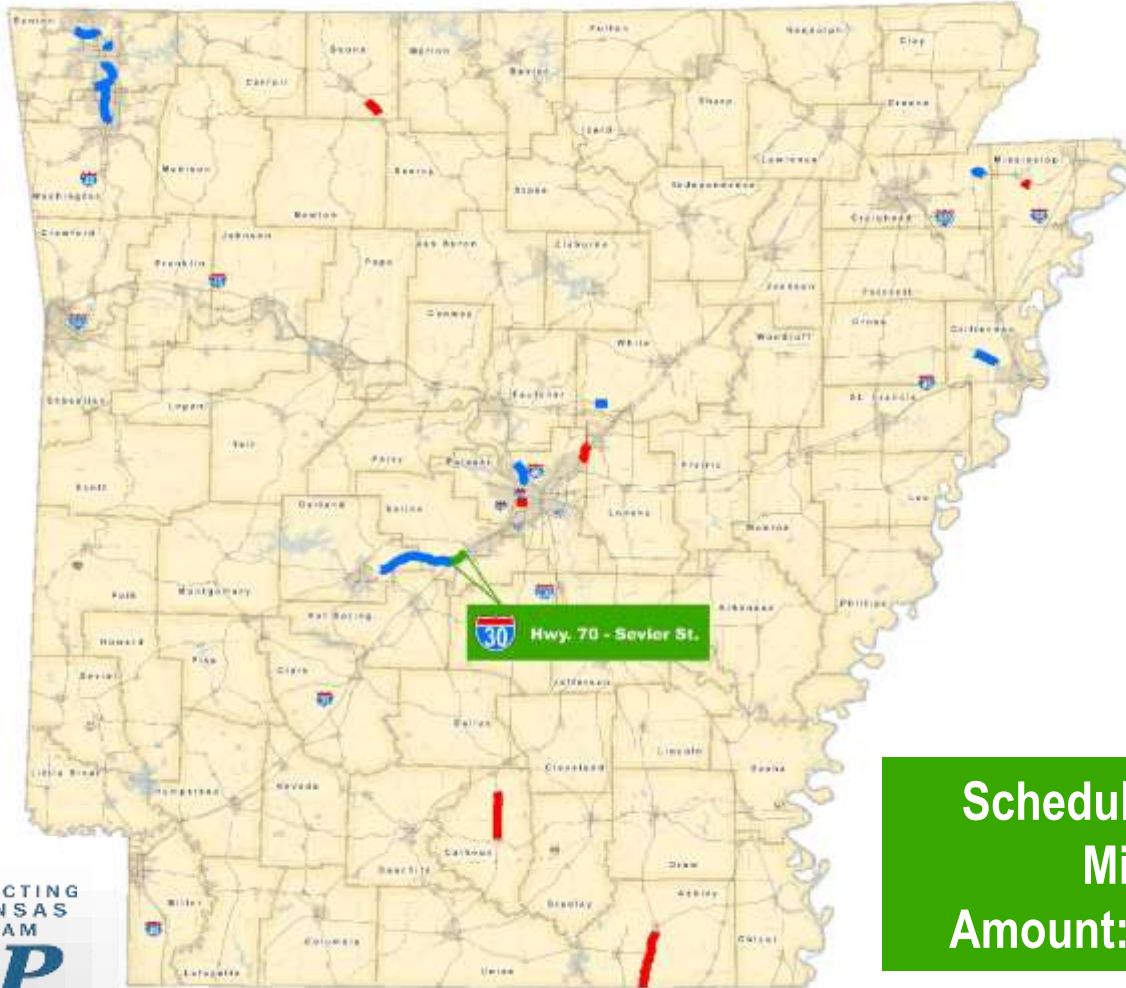 Benton
Carroll
Boone
Marion
Baxter
Fulton
Randolph
Clay
Sharp
Greene
Izard
Lawrence
Mississippi
Washington
Madison
Newton
Searcy
Stone
Independence
Craighead
Crawford
Franklin
Johnson
Pope
Van Buren
Cleburne
Jackson
Poinsett
Conway
White
Woodruff
Cross
Crittenden
Sebastian
Logan
Faulkner
St. Francis
Yell
Perry
Pulaski
Prairie
Scott
Garland
Saline
Lonoke
Monroe
Lee
Polk
Montgomery
Hot Spring
Arkansas
Phillips
30 Hwy. 70 - Sevier St.
Howard
Pike
Clark
Jefferson
Sevier
Dallas
Lincoln
Little River
Hempstead
Nevada
Cleveland
Desha
Ouachita
Calhoun
Drew
Miller
Bradley
Ashley
Columbia
Chicot
Lafayette
Union
Schedul
Mi
Amount:
CTING
NSAS
AM
P